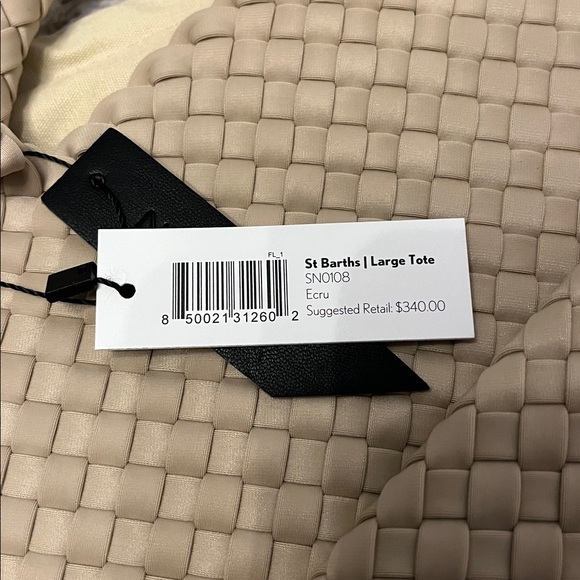 FL_1
St Barths | Large Tote
SN0108
Ecru
Suggested Retail: $340.00
8 50021 31260 2